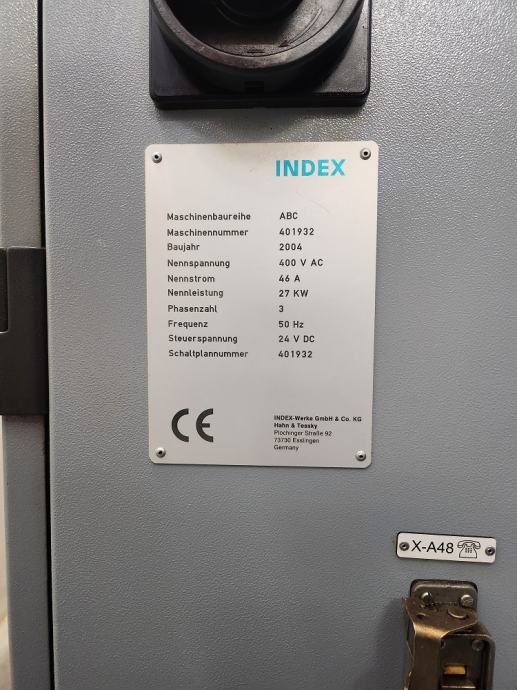 INDEX
Maschinenbaureihe ABC
Maschinennummer 401932
Baujahr 2004
Nennspannung 400 V AC
Nennstrom 46 A
Nennleistung 27 KW
Phasenzahl 3
Frequenz 50 Hz
Steuerspannung 24 V DC
Schaltplannummer 401932
CE
INDEX-Werke GmbH & Co. KG
Hahn & Tessky
Plochinger Straße 92
73730 Esslingen
Germany
X-A48